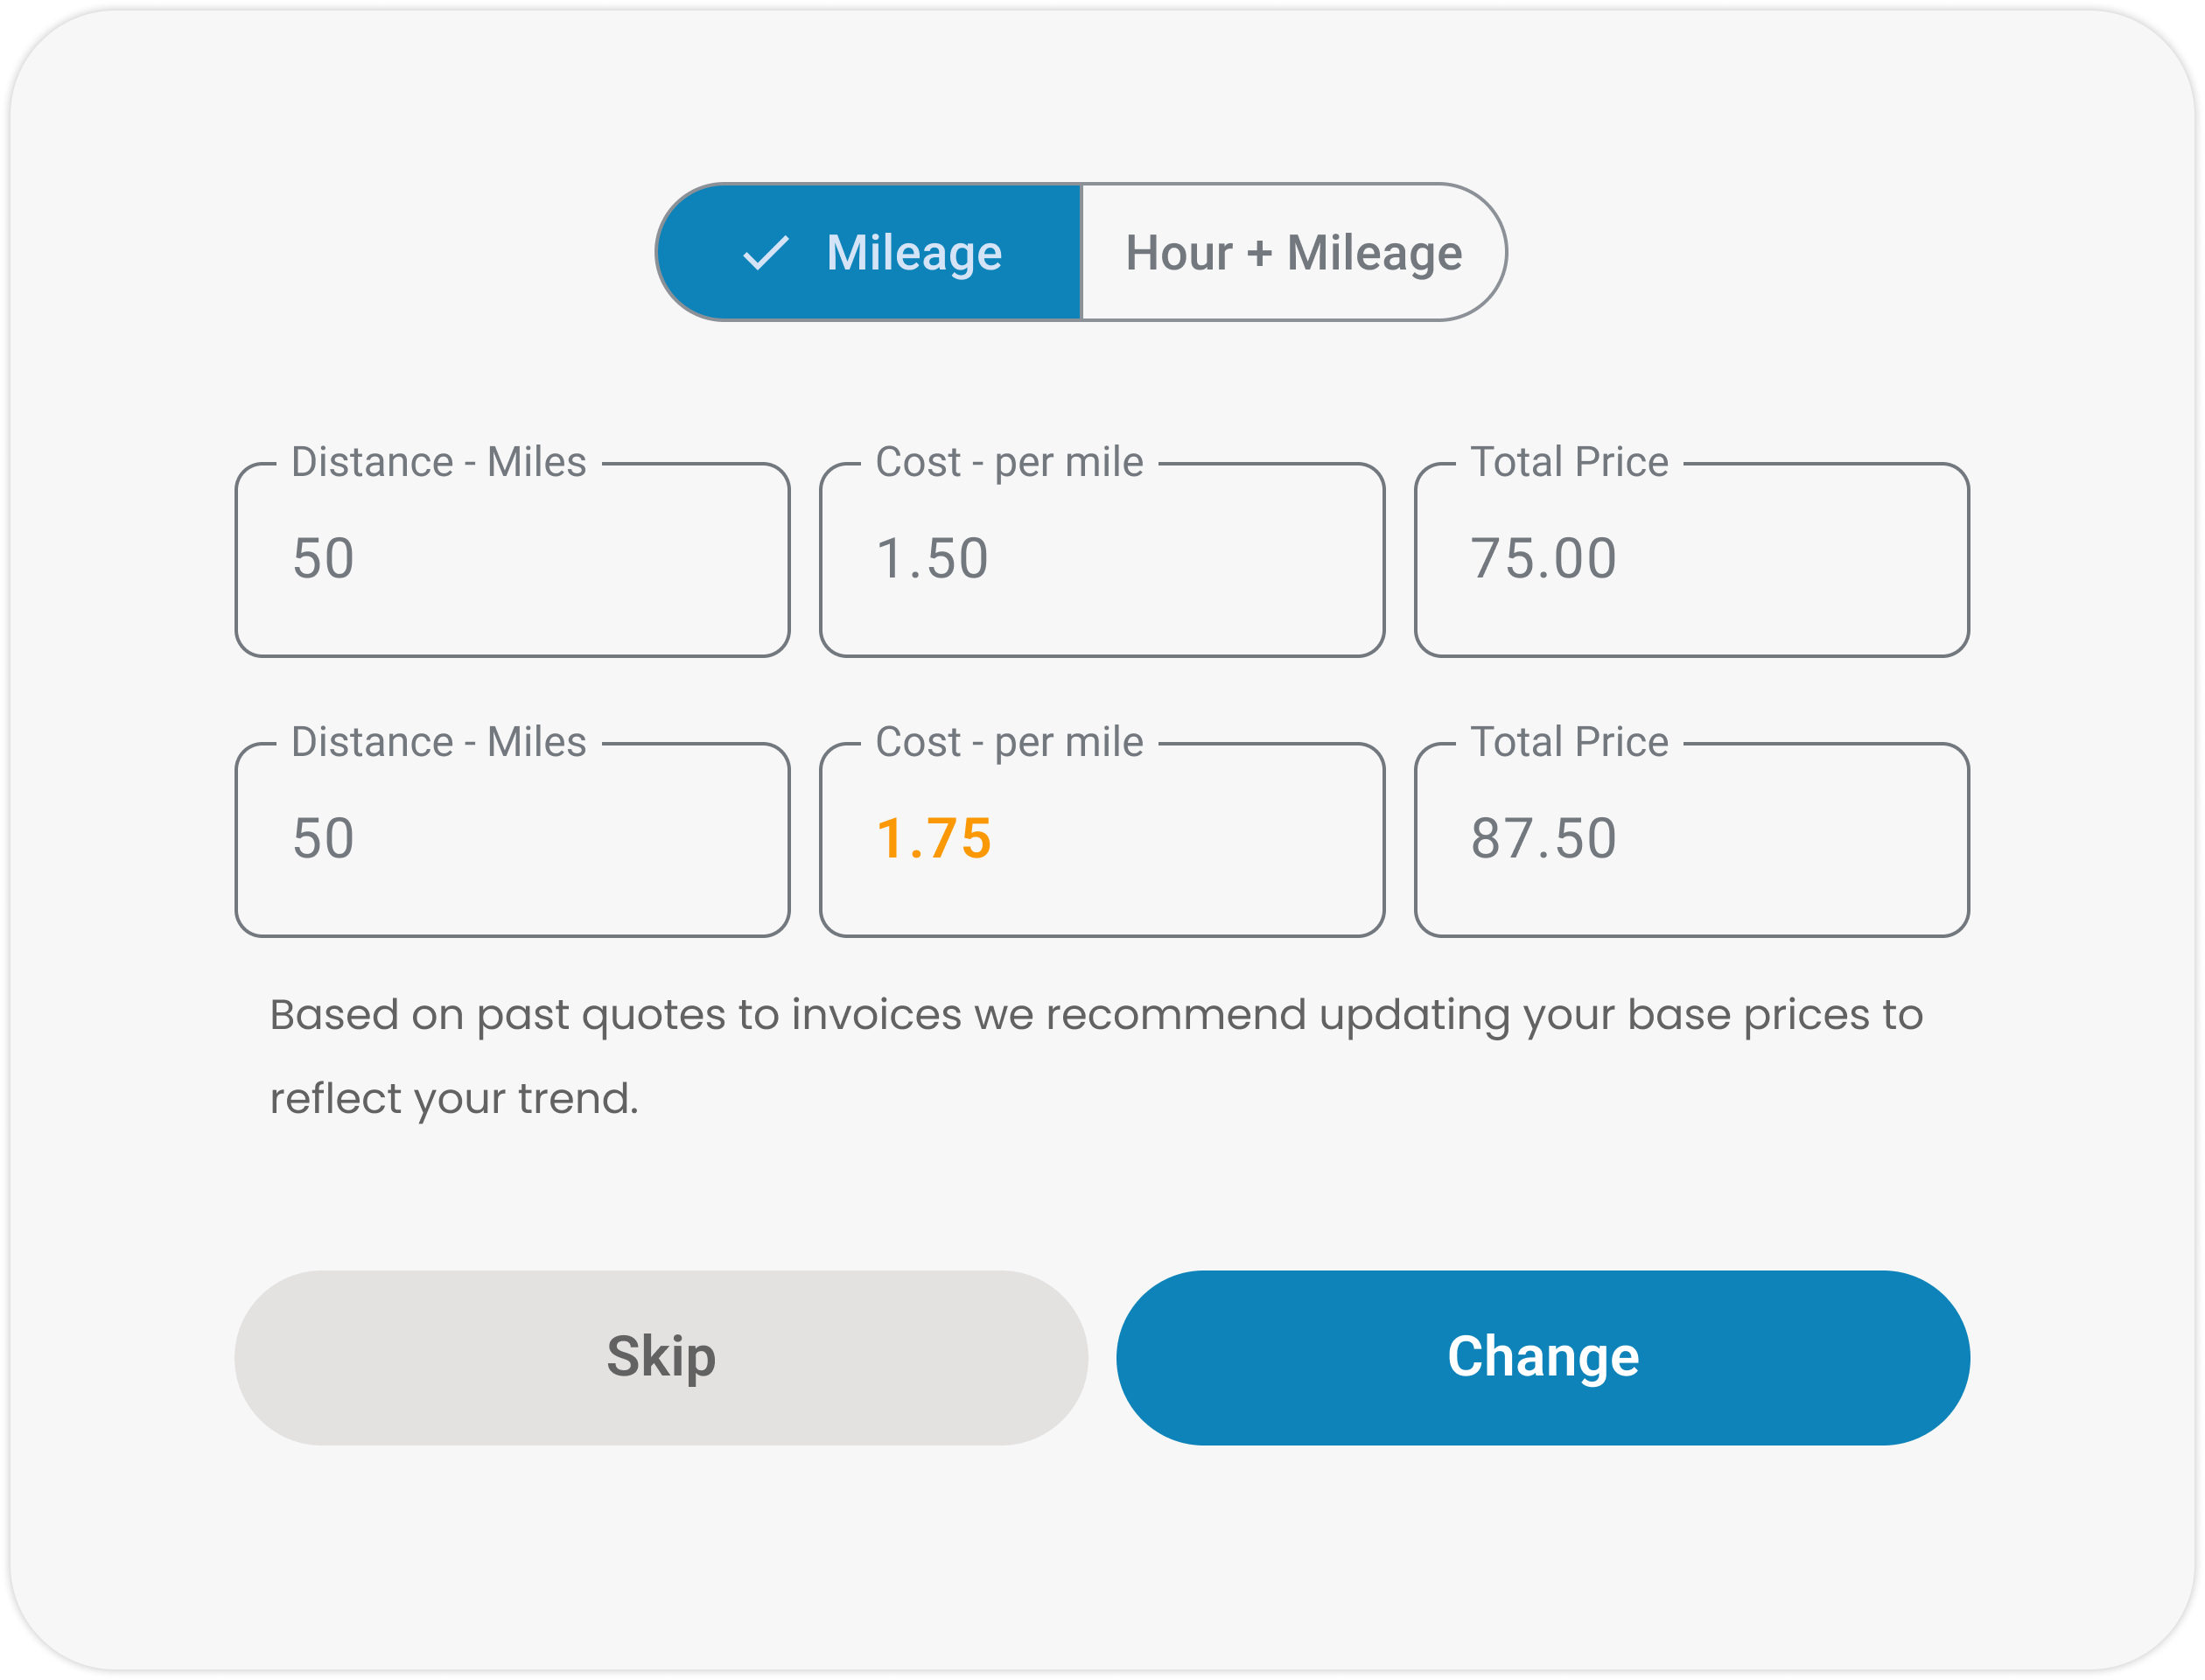 Mileage
Hour + Mileage
Distance - Miles
Cost - per mile
Total Price
50
1.50
75.00
Distance - Miles
Cost - per mile
Total Price
50
1.75
87.50
Based on past quotes to invoices we recommend updating your base prices to
reflect your trend.
Skip
Change